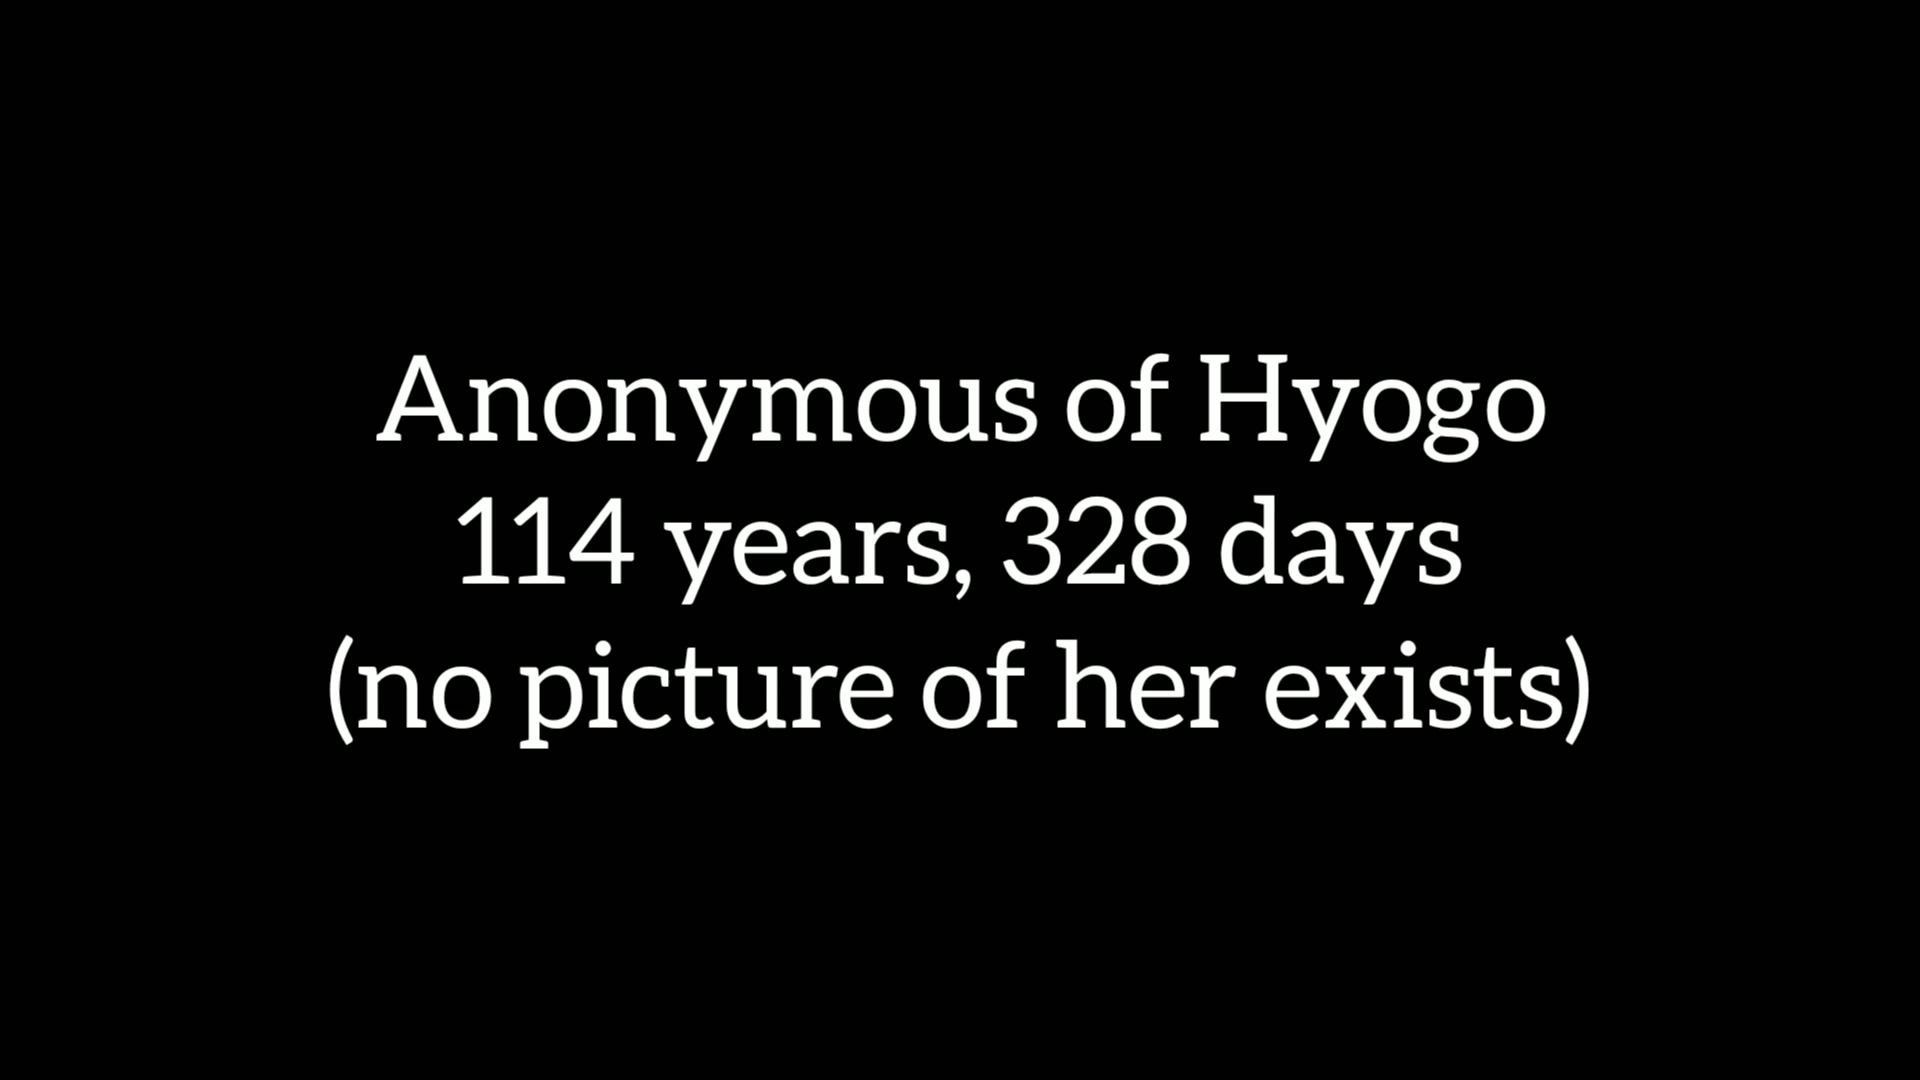 Anonymous of Hyogo
114 years, 328 days
(no picture of her exists)